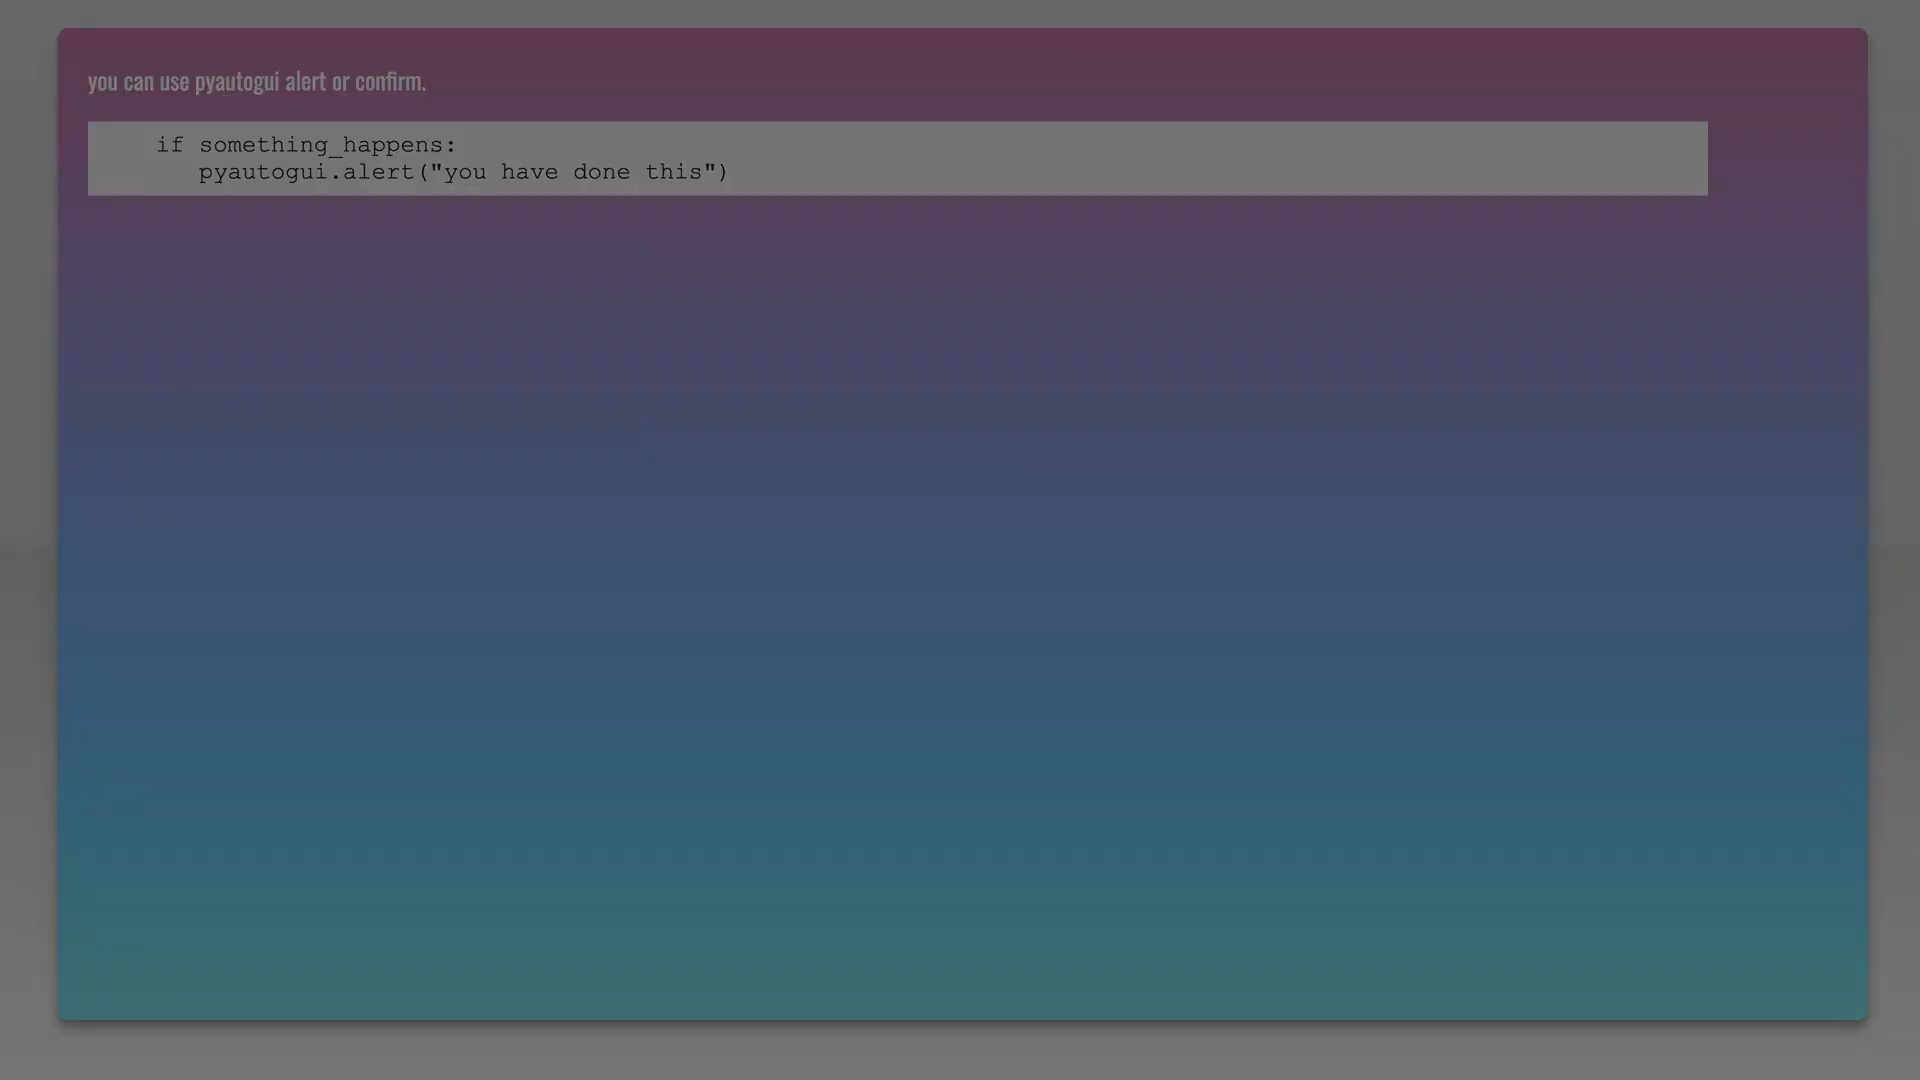 you can use pyautogui alert or confirm.
if something_happens:
pyautogui.alert("you have done this")